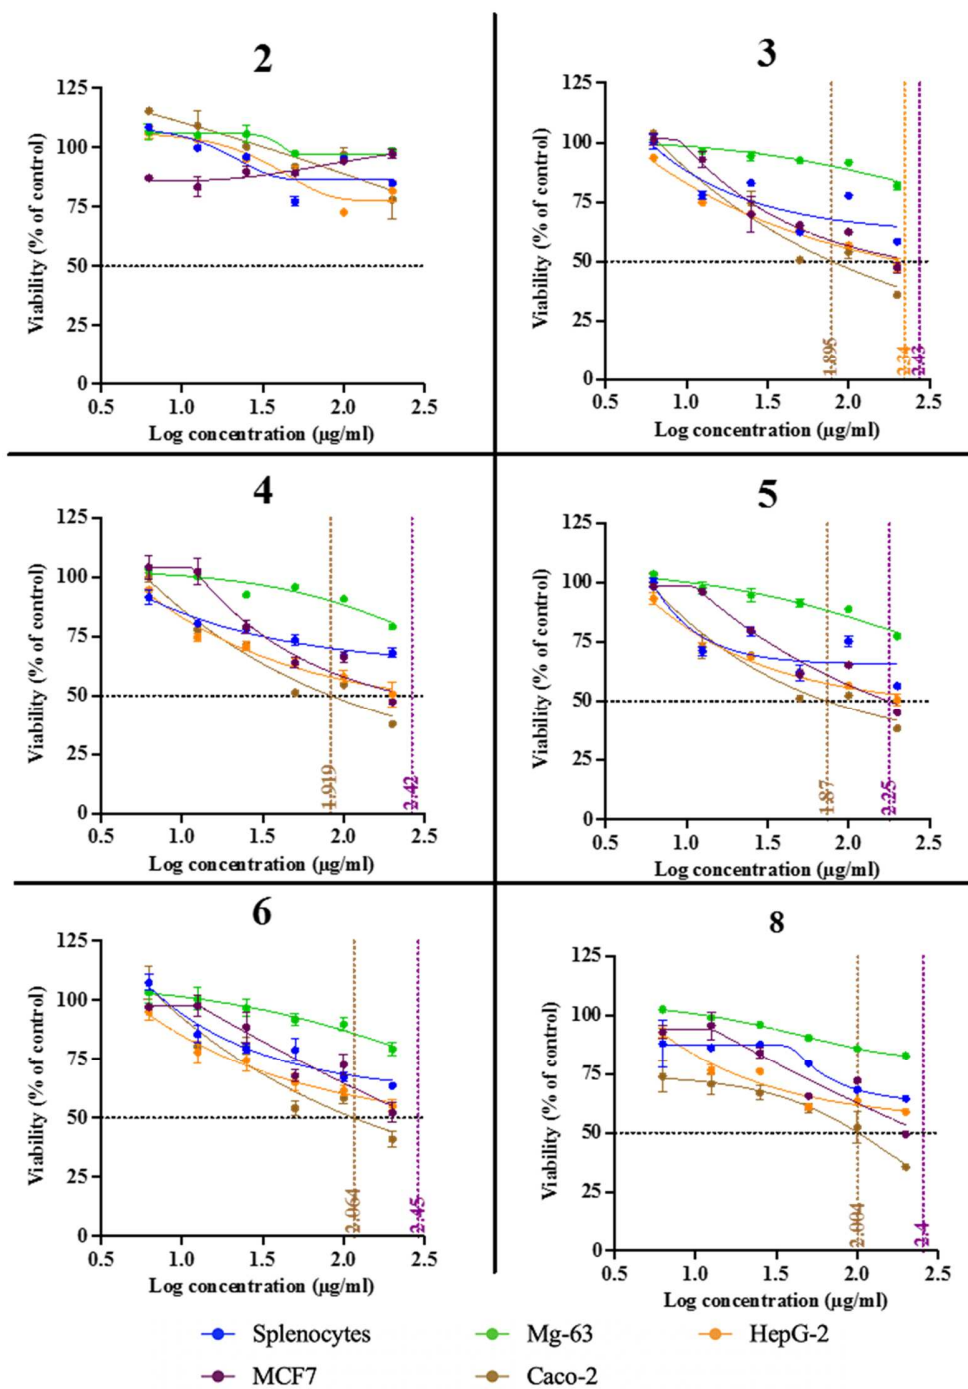 2
Viability (% of control)
125
100
75
50
25
0
0.5 1.0 1.5 2.0 2.5
Log concentration (µg/ml)
3
Viability (% of control)
125
100
75
50
25
0
1.895
2.34
2.43
0.5 1.0 1.5 2.0 2.5
Log concentration (µg/ml)
4
Viability (% of control)
125
100
75
50
25
0
1.919
2.42
0.5 1.0 1.5 2.0 2.5
Log concentration (µg/ml)
5
Viability (% of control)
125
100
75
50
25
0
1.87
2.25
0.5 1.0 1.5 2.0 2.5
Log concentration (µg/ml)
6
Viability (% of control)
125
100
75
50
25
0
2.064
2.45
0.5 1.0 1.5 2.0 2.5
Log concentration (µg/ml)
8
Viability (% of control)
125
100
75
50
25
0
2.004
2.4
0.5 1.0 1.5 2.0 2.5
Log concentration (µg/ml)
Splenocytes Mg-63 HepG-2
MCF7 Caco-2